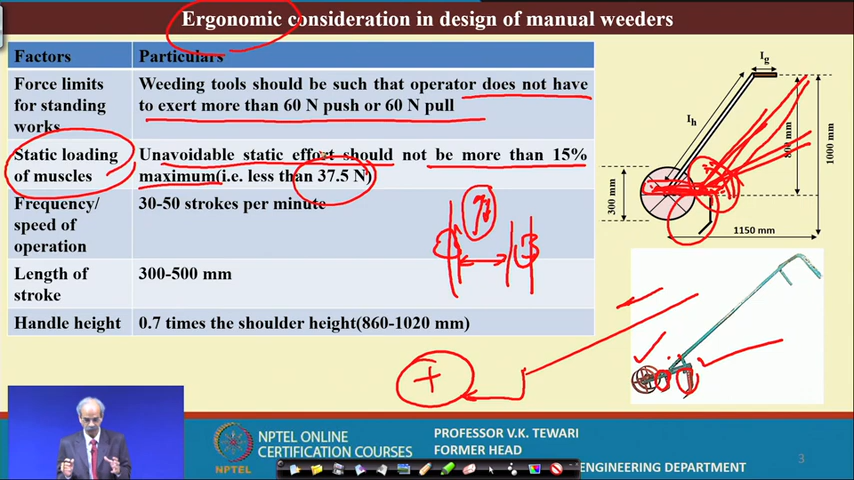 Ergonomic consideration in design of manual weeders
Factors
Particulars
Force limits
for standing
works
Weeding tools should be such that operator does not have
to exert more than 60 N push or 60 N pull
Static loading
of muscles
Unavoidable static effort should not be more than 15%
maximum(i.e. less than 37.5 N)
Frequency/
speed of
operation
30-50 strokes per minute
Length of
stroke
300-500 mm
Handle height
0.7 times the shoulder height(860-1020 mm)
Ig
Ih
800 mm
1000 mm
300 mm
1150 mm
NPTEL
NPTEL ONLINE
CERTIFICATION COURSES
PROFESSOR V.K. TEWARI
FORMER HEAD
ENGINEERING DEPARTMENT
3